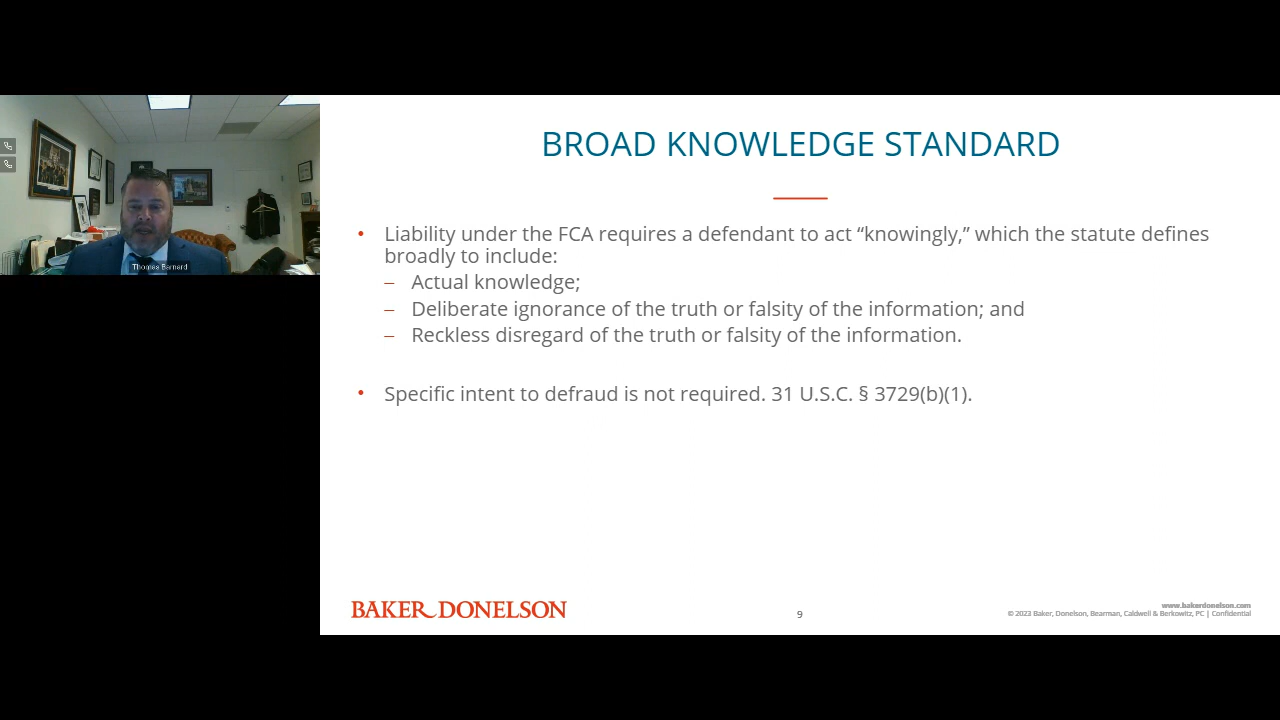 BROAD KNOWLEDGE STANDARD
• Liability under the FCA requires a defendant to act “knowingly,” which the statute defines
broadly to include:
– Actual knowledge;
– Deliberate ignorance of the truth or falsity of the information; and
– Reckless disregard of the truth or falsity of the information.
• Specific intent to defraud is not required. 31 U.S.C. § 3729(b)(1).
Thomas Barnard
BAKER DONELSON
9
www.bakerdonelson.com
© 2023 Baker, Donelson, Bearman, Caldwell & Berkowitz, PC | Confidential